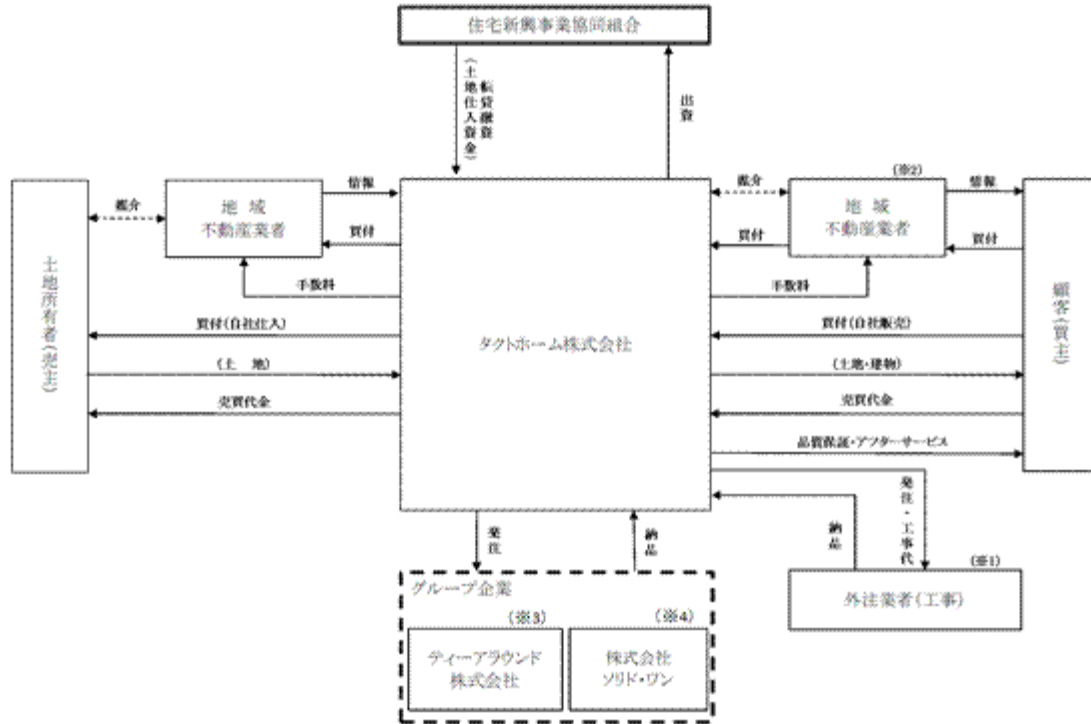 住宅新興事業協同組合
転貸融資
(土地仕入資金)
出資
土地所有者(売主)
媒介
地 域
不動産業者
情報
買付
手数料
買付(自社仕入)
(土 地)
売買代金
タクトホーム株式会社
媒介
(※2)
地 域
不動産業者
情報
買付
買付
手数料
買付(自社販売)
(土地・建物)
売買代金
品質保証・アフターサービス
顧客(買主)
発注
納品
納品
発注・工事代
(※1)
外注業者(工事)
グループ企業
(※3)
ティーアラウンド
株式会社
(※4)
株式会社
ソリド・ワン